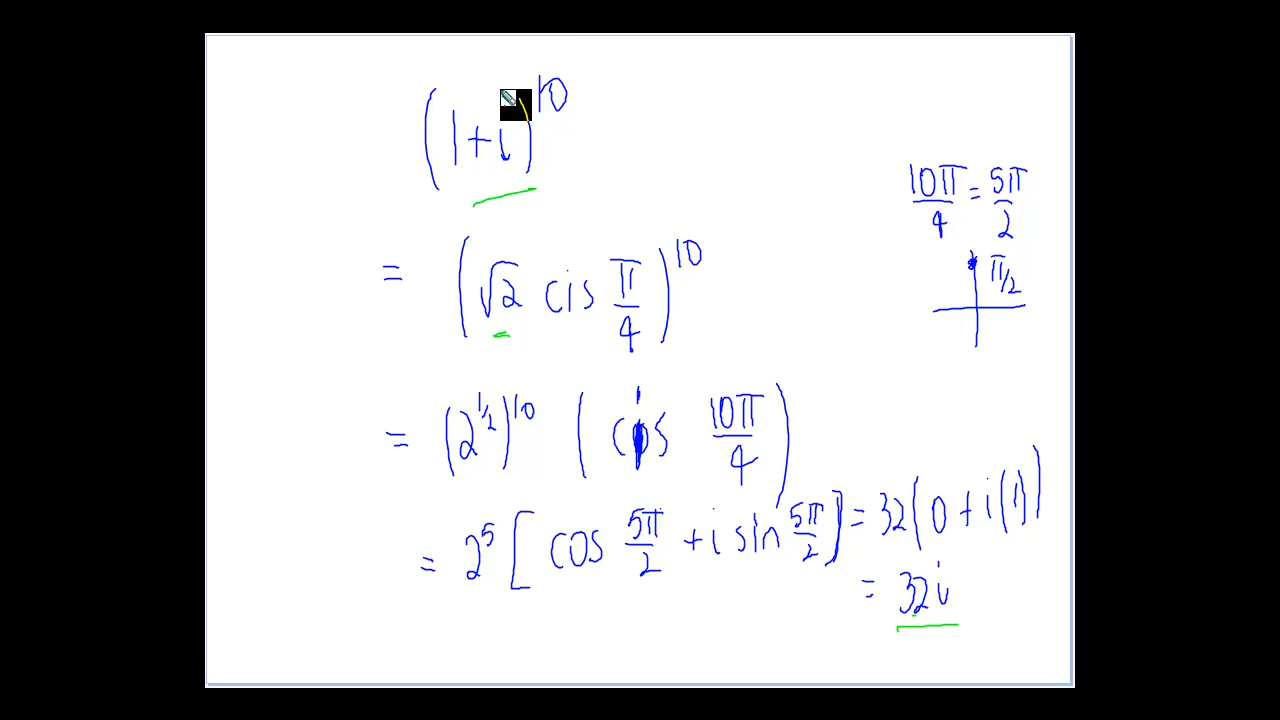 (1+i)^10
= (√2 cis π/4)^10
10π/4 = 5π/2
π/2
= (2^1/2)^10 (cis 10π/4)
= 2^5 [cos 5π/2 + i sin 5π/2] = 32(0 + i(1))
= 32i